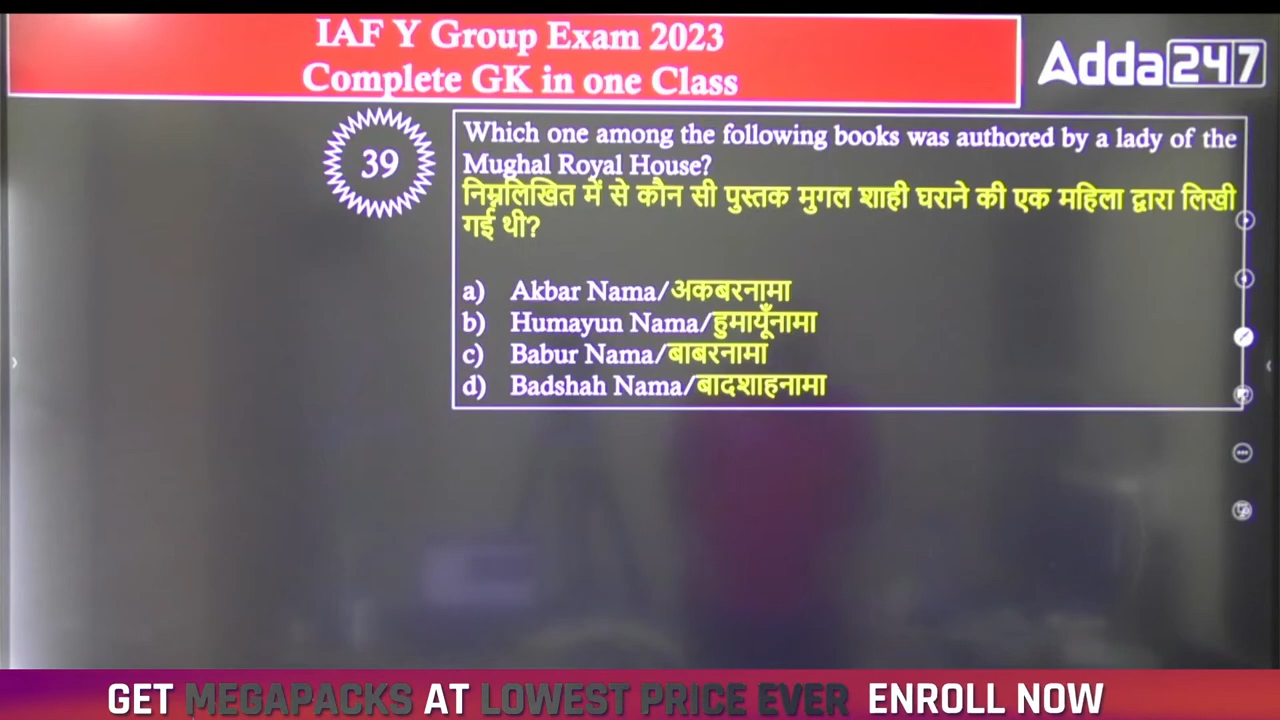 IAF Y Group Exam 2023
Complete GK in one Class
Adda247
39
Which one among the following books was authored by a lady of the
Mughal Royal House?
निम्नलिखित में से कौन सी पुस्तक मुगल शाही घराने की एक महिला द्वारा लिखी
गई थी?
a) Akbar Nama/अकबरनामा
b) Humayun Nama/हुमायूँनामा
c) Babur Nama/बाबरनामा
d) Badshah Nama/बादशाहनामा
GET MEGAPACKS AT LOWEST PRICE EVER ENROLL NOW